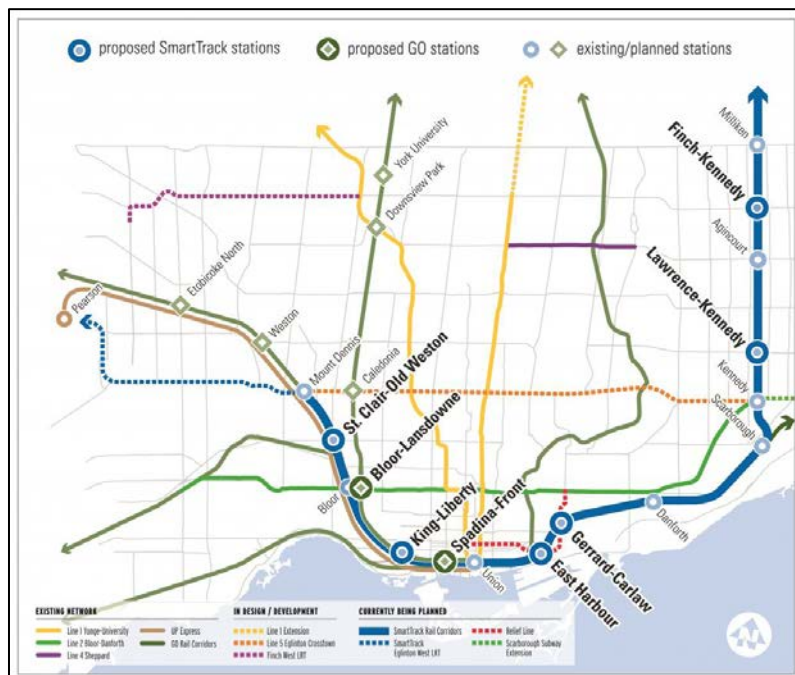 proposed SmartTrack stations
proposed GO stations
existing/planned stations
Milliken
Finch-Kennedy
York University
Downsview Park
Agincourt
Lawrence-Kennedy
Etobicoke North
Pearson
Weston
Mount Dennis
Caledonia
Kennedy
St. Clair-Old Weston
Scarborough
Bloor-Lansdowne
Bloor
King-Liberty
Spadina-Front
Danforth
Gerrard-Carlaw
Union
East Harbour
EXISTING NETWORK
Line 1 Yonge-University
UP Express
Line 2 Bloor-Danforth
GO Rail Corridors
Line 4 Sheppard
IN DESIGN / DEVELOPMENT
Line 1 Extension
Line 5 Eglinton Crosstown
Finch West LRT
CURRENTLY BEING PLANNED
SmartTrack Rail Corridors
Relief Line
SmartTrack
Eglinton West LRT
Scarborough Subway
Extension